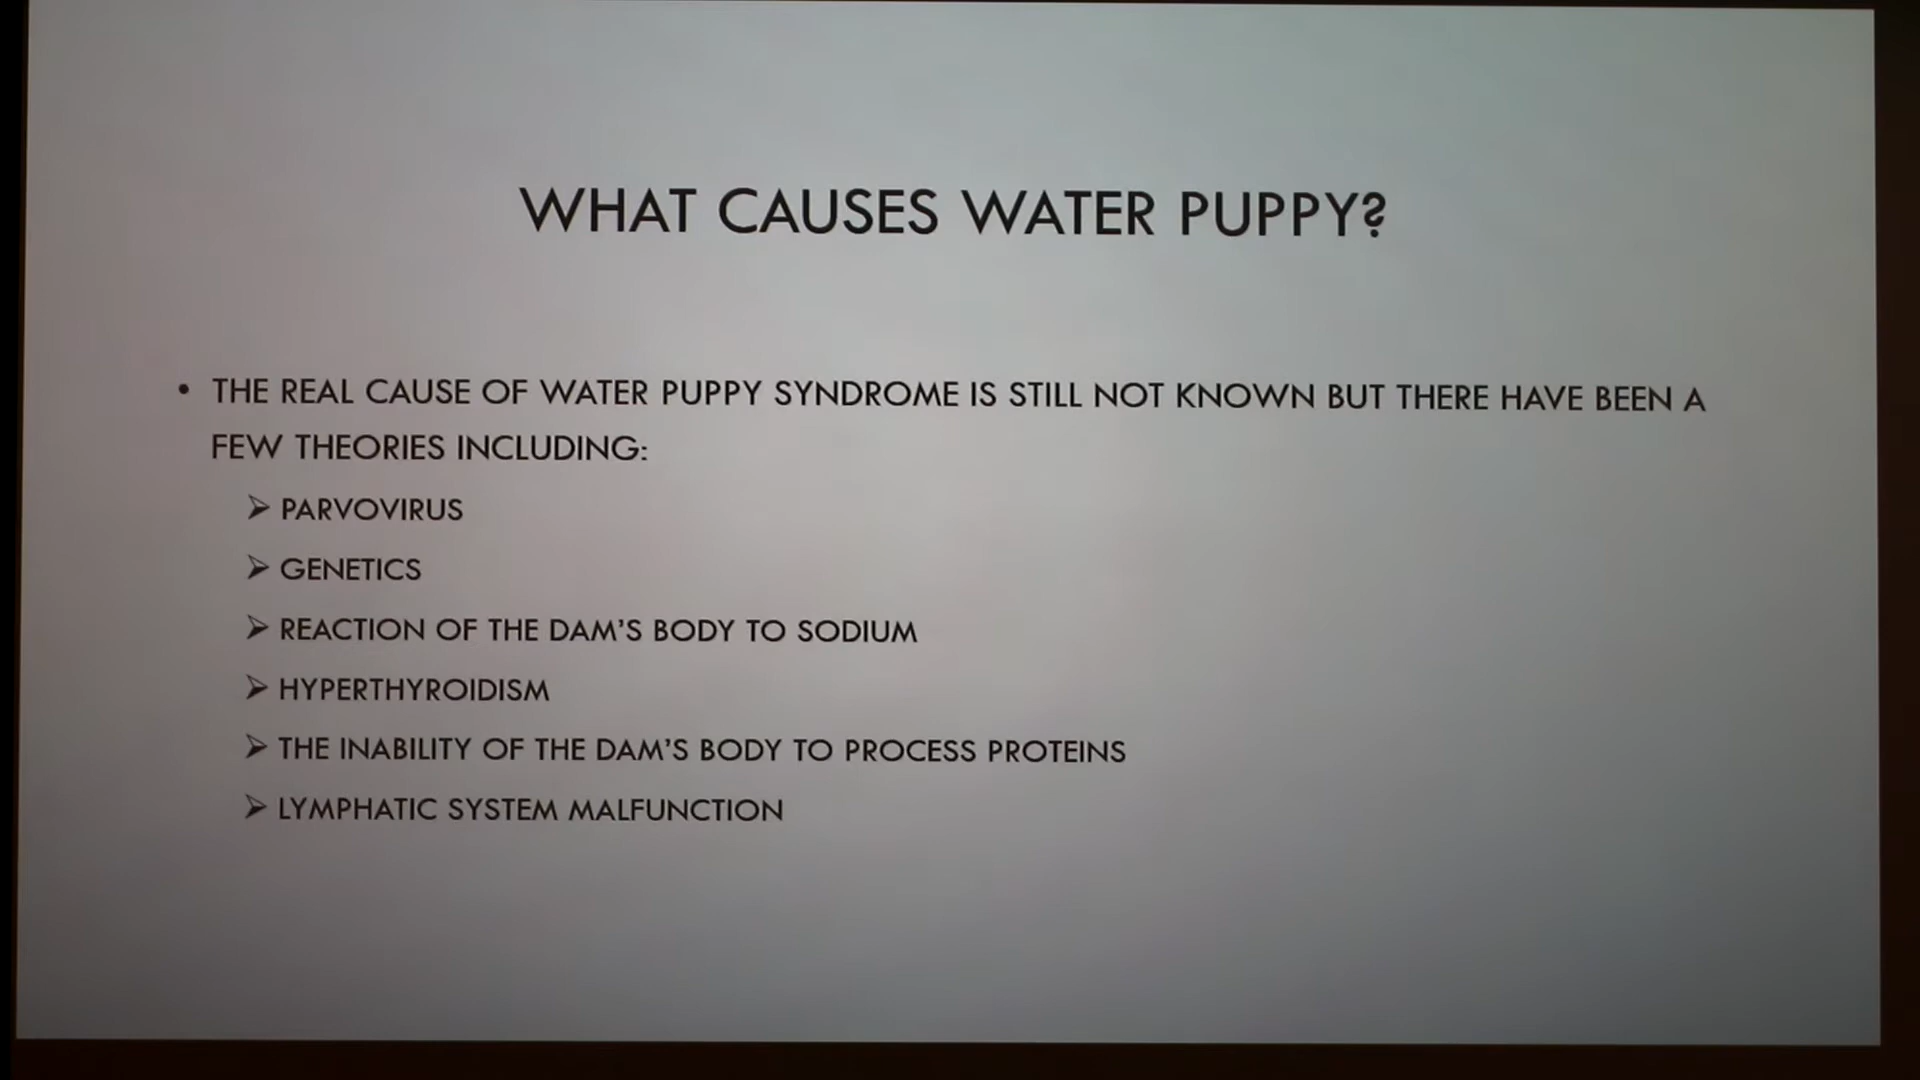 WHAT CAUSES WATER PUPPY?
• THE REAL CAUSE OF WATER PUPPY SYNDROME IS STILL NOT KNOWN BUT THERE HAVE BEEN A
FEW THEORIES INCLUDING:
➢ PARVOVIRUS
➢ GENETICS
➢ REACTION OF THE DAM'S BODY TO SODIUM
➢ HYPERTHYROIDISM
➢ THE INABILITY OF THE DAM'S BODY TO PROCESS PROTEINS
➢ LYMPHATIC SYSTEM MALFUNCTION